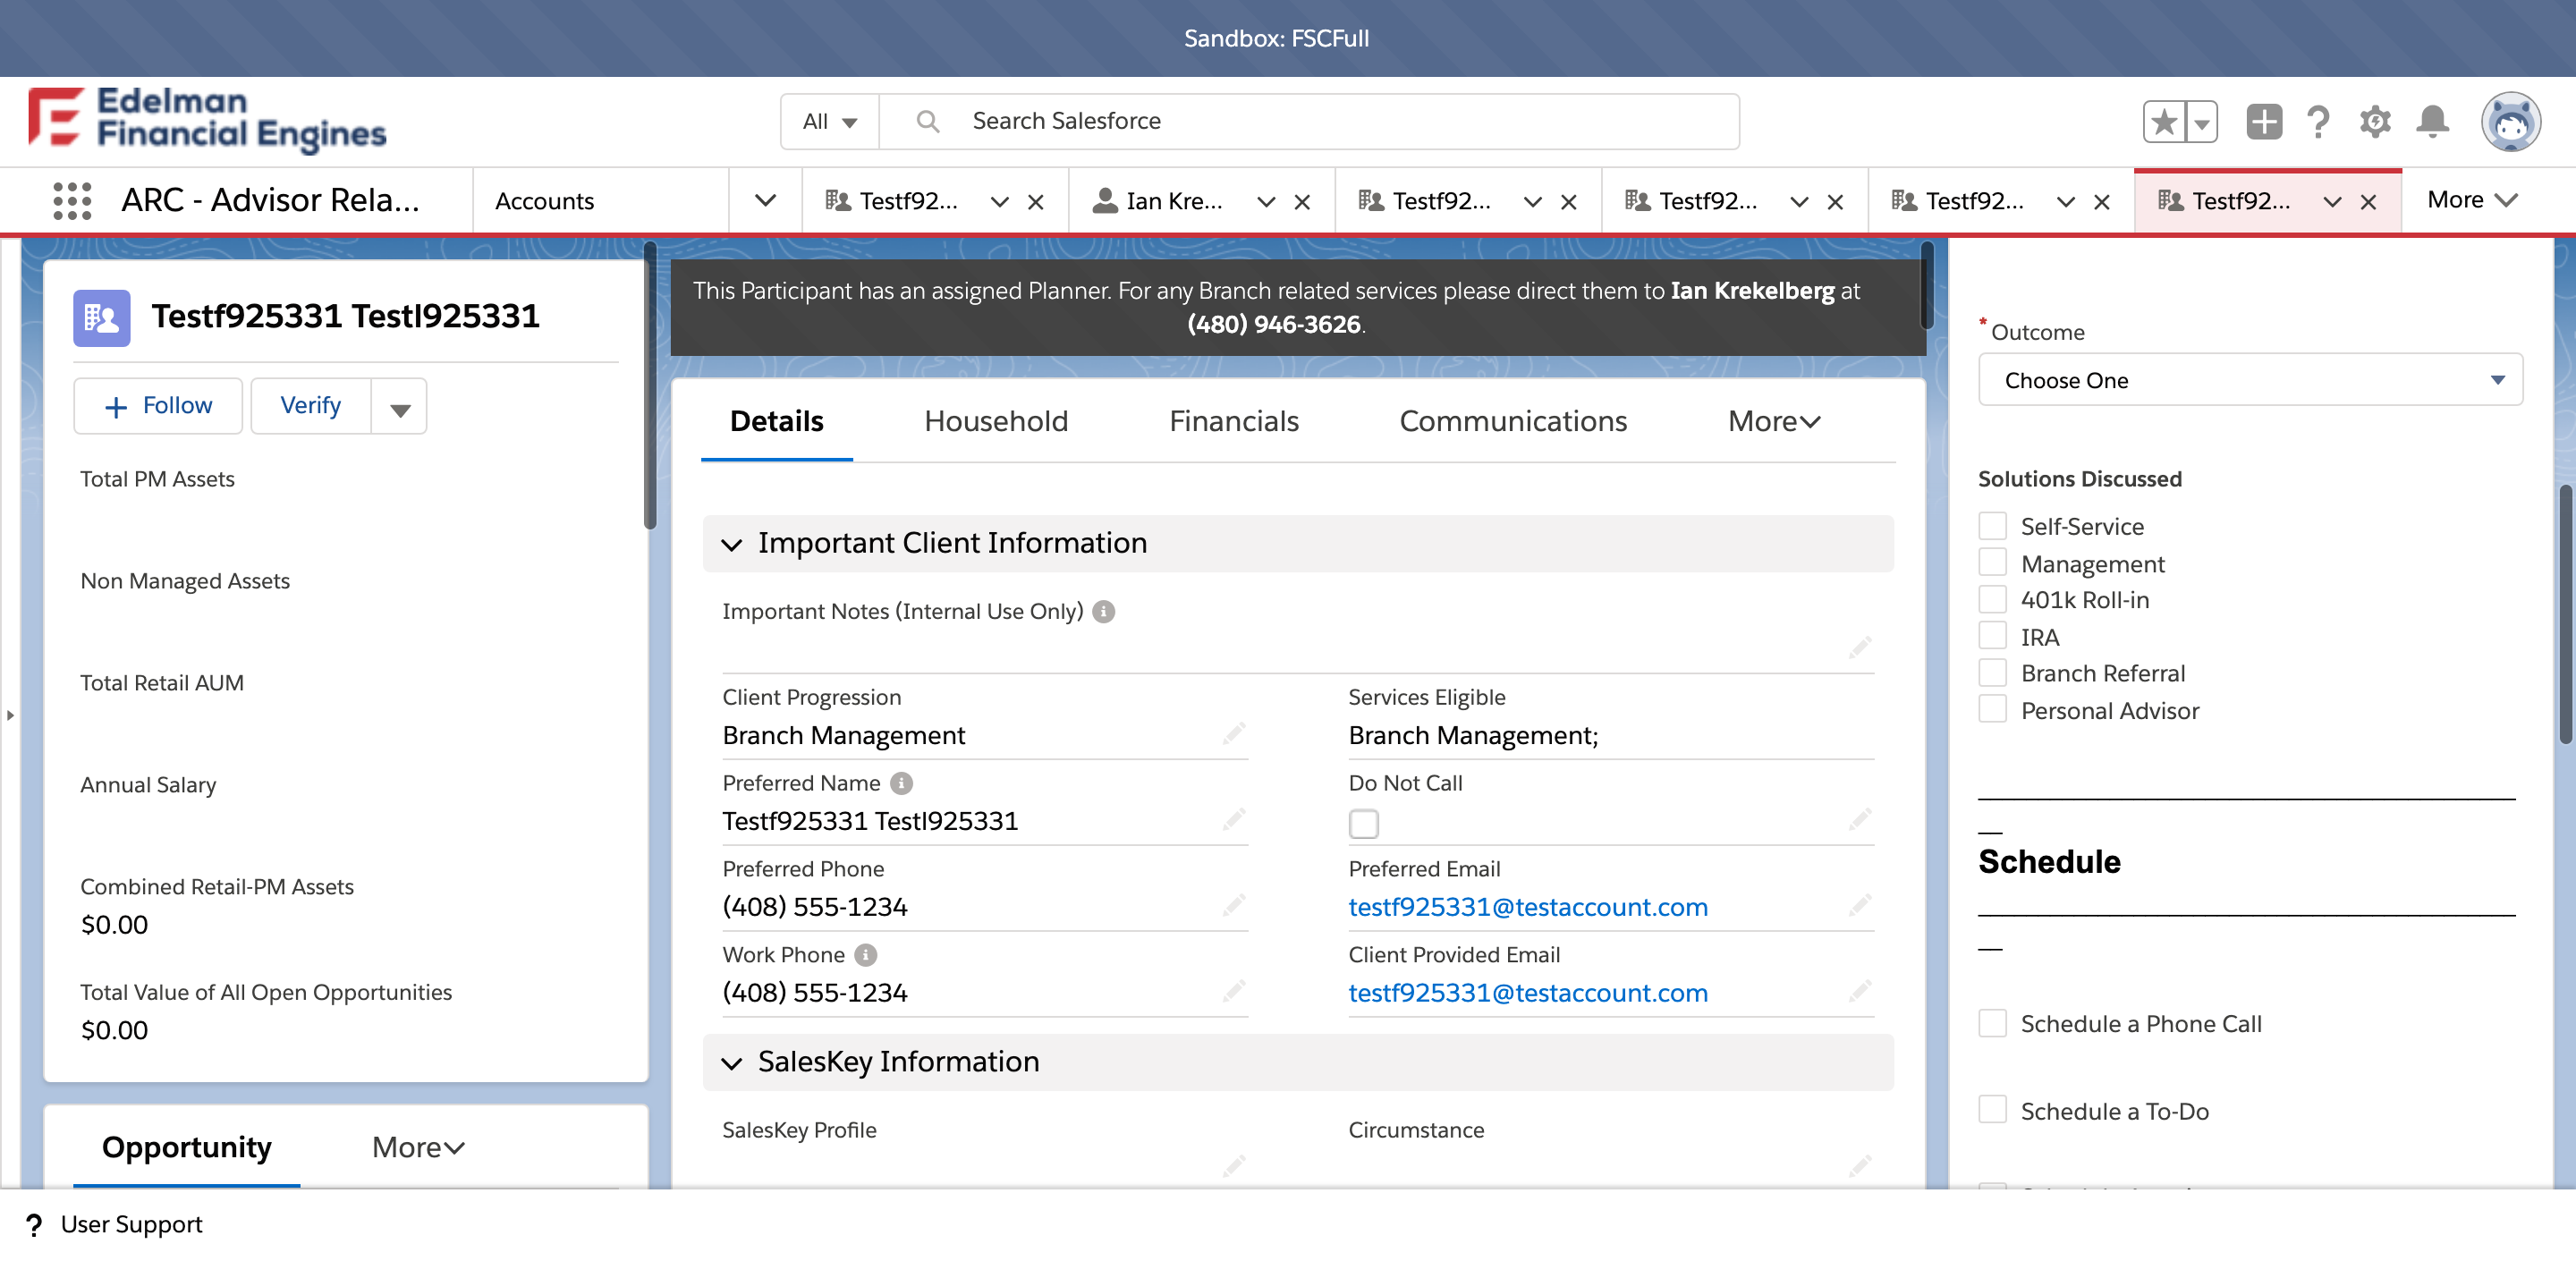 Sandbox: FSCFull
Edelman
Financial Engines
All
Search Salesforce
ARC - Advisor Rela...
Accounts
Testf92...
Ian Kre...
Testf92...
Testf92...
Testf92...
Testf92...
More
Testf925331 Testl925331
Follow
Verify
Total PM Assets
Non Managed Assets
Total Retail AUM
Annual Salary
Combined Retail-PM Assets
$0.00
Total Value of All Open Opportunities
$0.00
Opportunity
More
This Participant has an assigned Planner. For any Branch related services please direct them to Ian Krekelberg at
(480) 946-3626.
Details
Household
Financials
Communications
More
Important Client Information
Important Notes (Internal Use Only)
Client Progression
Branch Management
Services Eligible
Branch Management;
Preferred Name
Testf925331 Testl925331
Do Not Call
Preferred Phone
(408) 555-1234
Preferred Email
testf925331@testaccount.com
Work Phone
(408) 555-1234
Client Provided Email
testf925331@testaccount.com
SalesKey Information
SalesKey Profile
Circumstance
* Outcome
Choose One
Solutions Discussed
Self-Service
Management
401k Roll-in
IRA
Branch Referral
Personal Advisor
Schedule
Schedule a Phone Call
Schedule a To-Do
? User Support